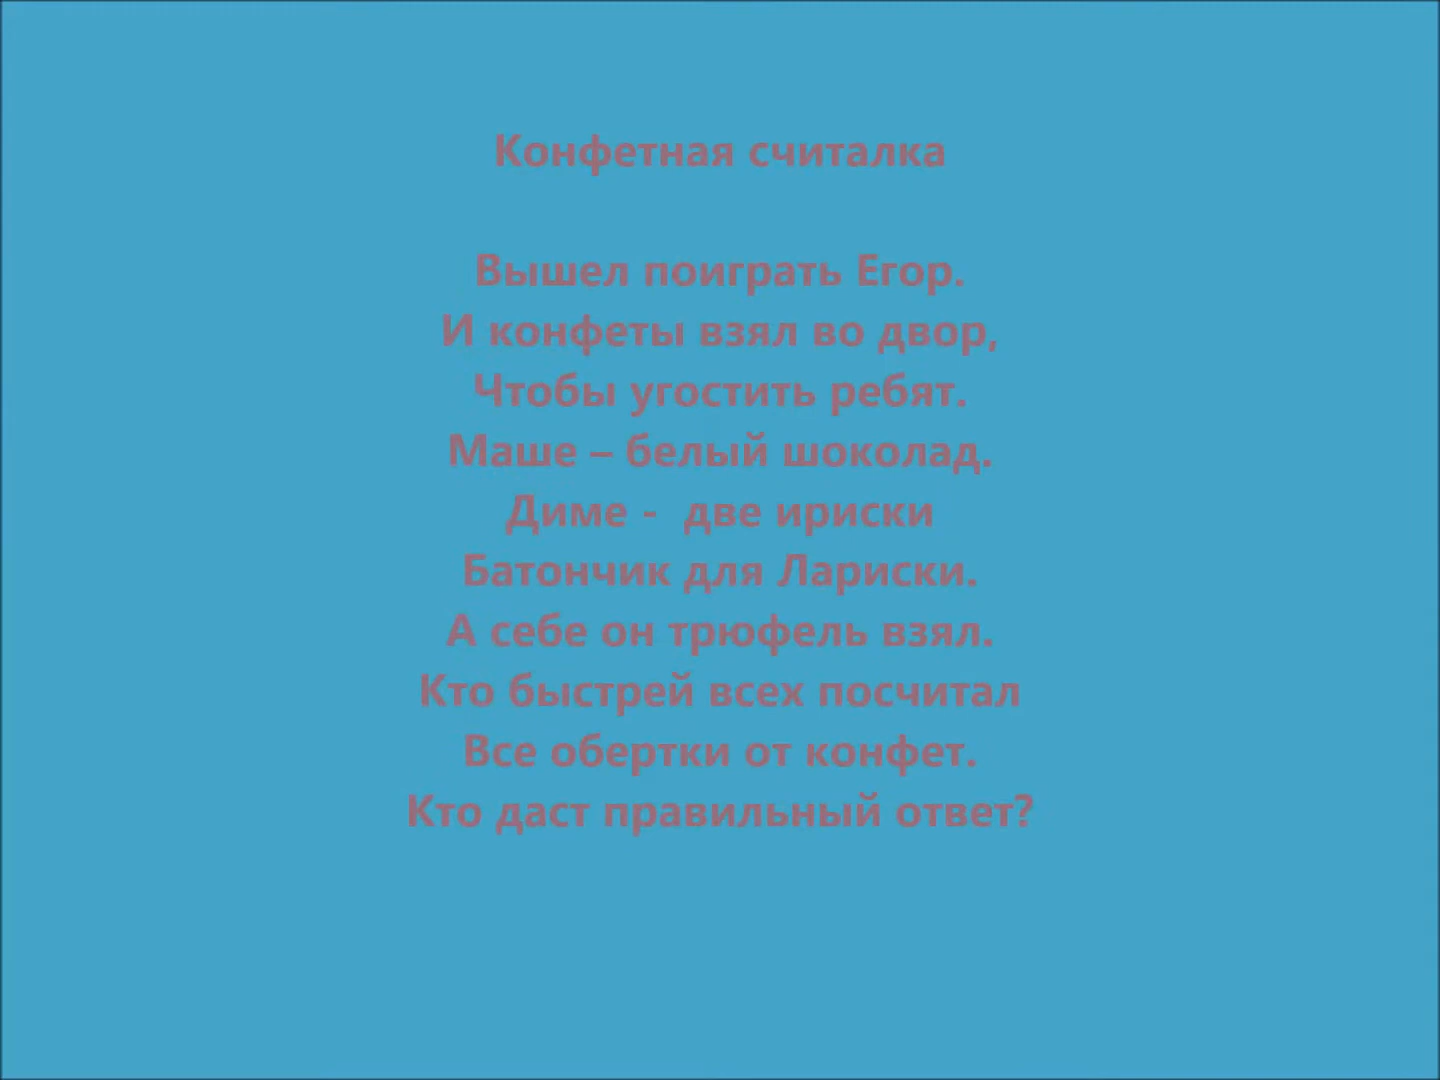 Конфетная считалка
Вышел поиграть Егор.
И конфеты взял во двор,
Чтобы угостить ребят.
Маше – белый шоколад.
Диме -  две ириски
Батончик для Лариски.
А себе он трюфель взял.
Кто быстрей всех посчитал
Все обертки от конфет.
Кто даст правильный ответ?